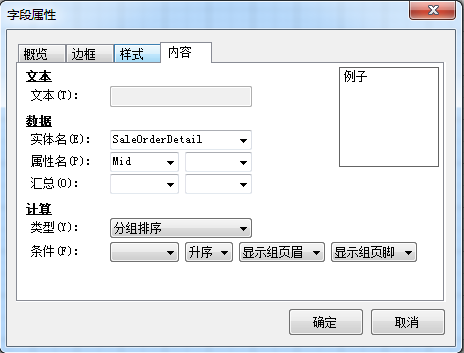 字段属性
概览 边框 样式 内容
文本
文本(T):
例子
数据
实体名(E): SaleOrderDetail
属性名(P): Mid
汇总(O):
计算
类型(Y): 分组排序
条件(F): 升序 显示组页眉 显示组页脚
确定 取消